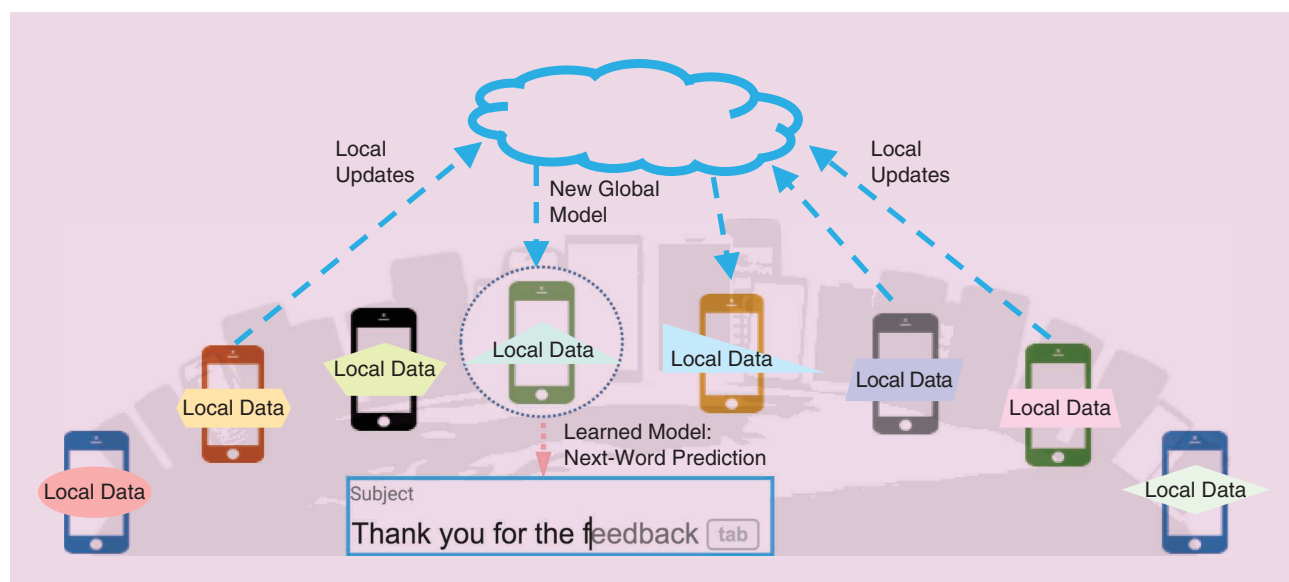 Local
Updates
Local
Updates
New Global
Model
Local Data
Local Data
Local Data
Local Data
Local Data
Local Data
Local Data
Local Data
Learned Model:
Next-Word Prediction
Subject
Thank you for the feedback tab